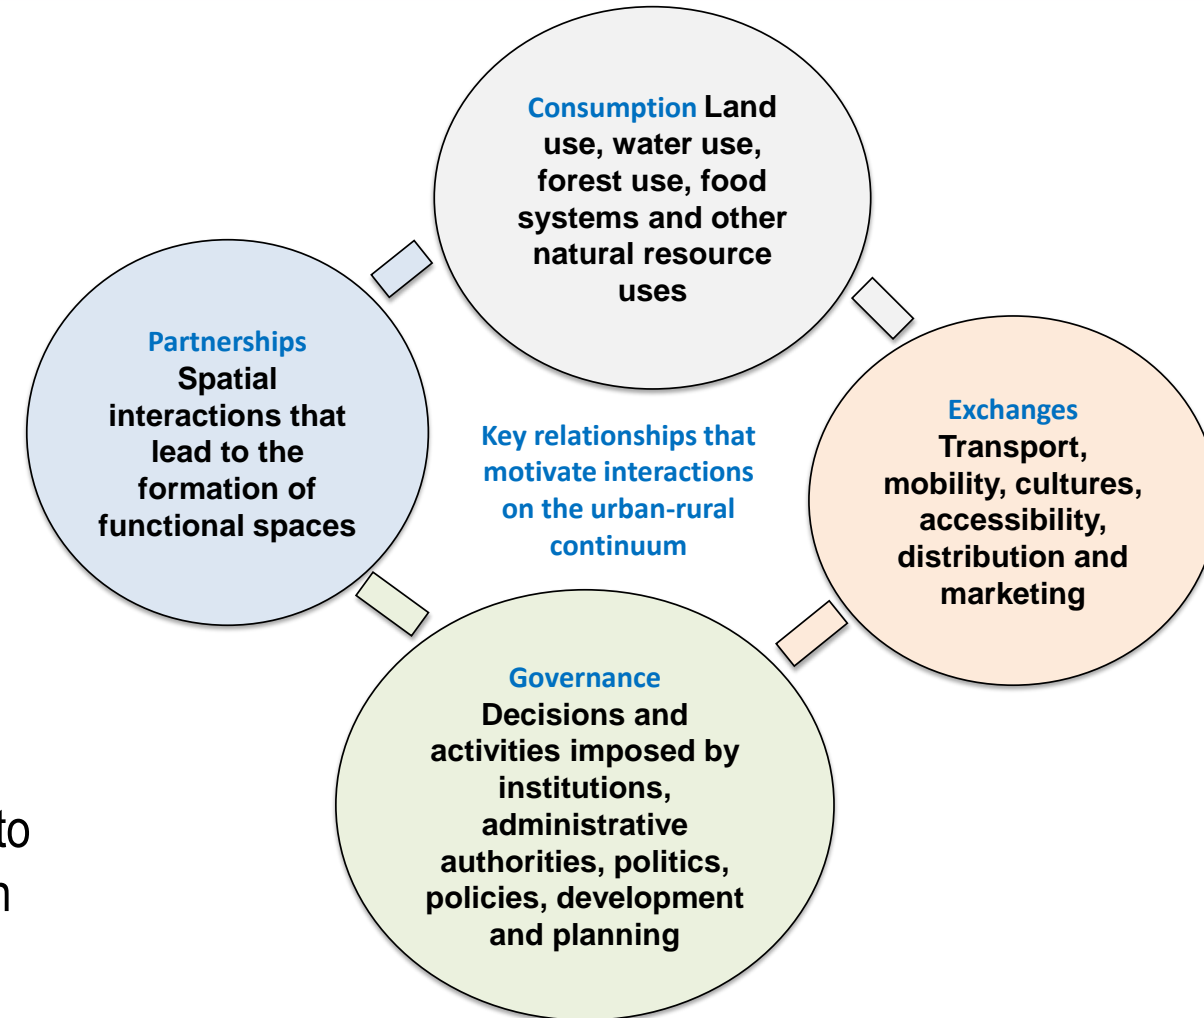 Consumption Land
use, water use,
forest use, food
systems and other
natural resource
uses
Partnerships
Spatial
interactions that
lead to the
formation of
functional spaces
Key relationships that
motivate interactions
on the urban-rural
continuum
Exchanges
Transport,
mobility, cultures,
accessibility,
distribution and
marketing
Governance
Decisions and
activities imposed by
institutions,
administrative
authorities, politics,
policies, development
and planning
to